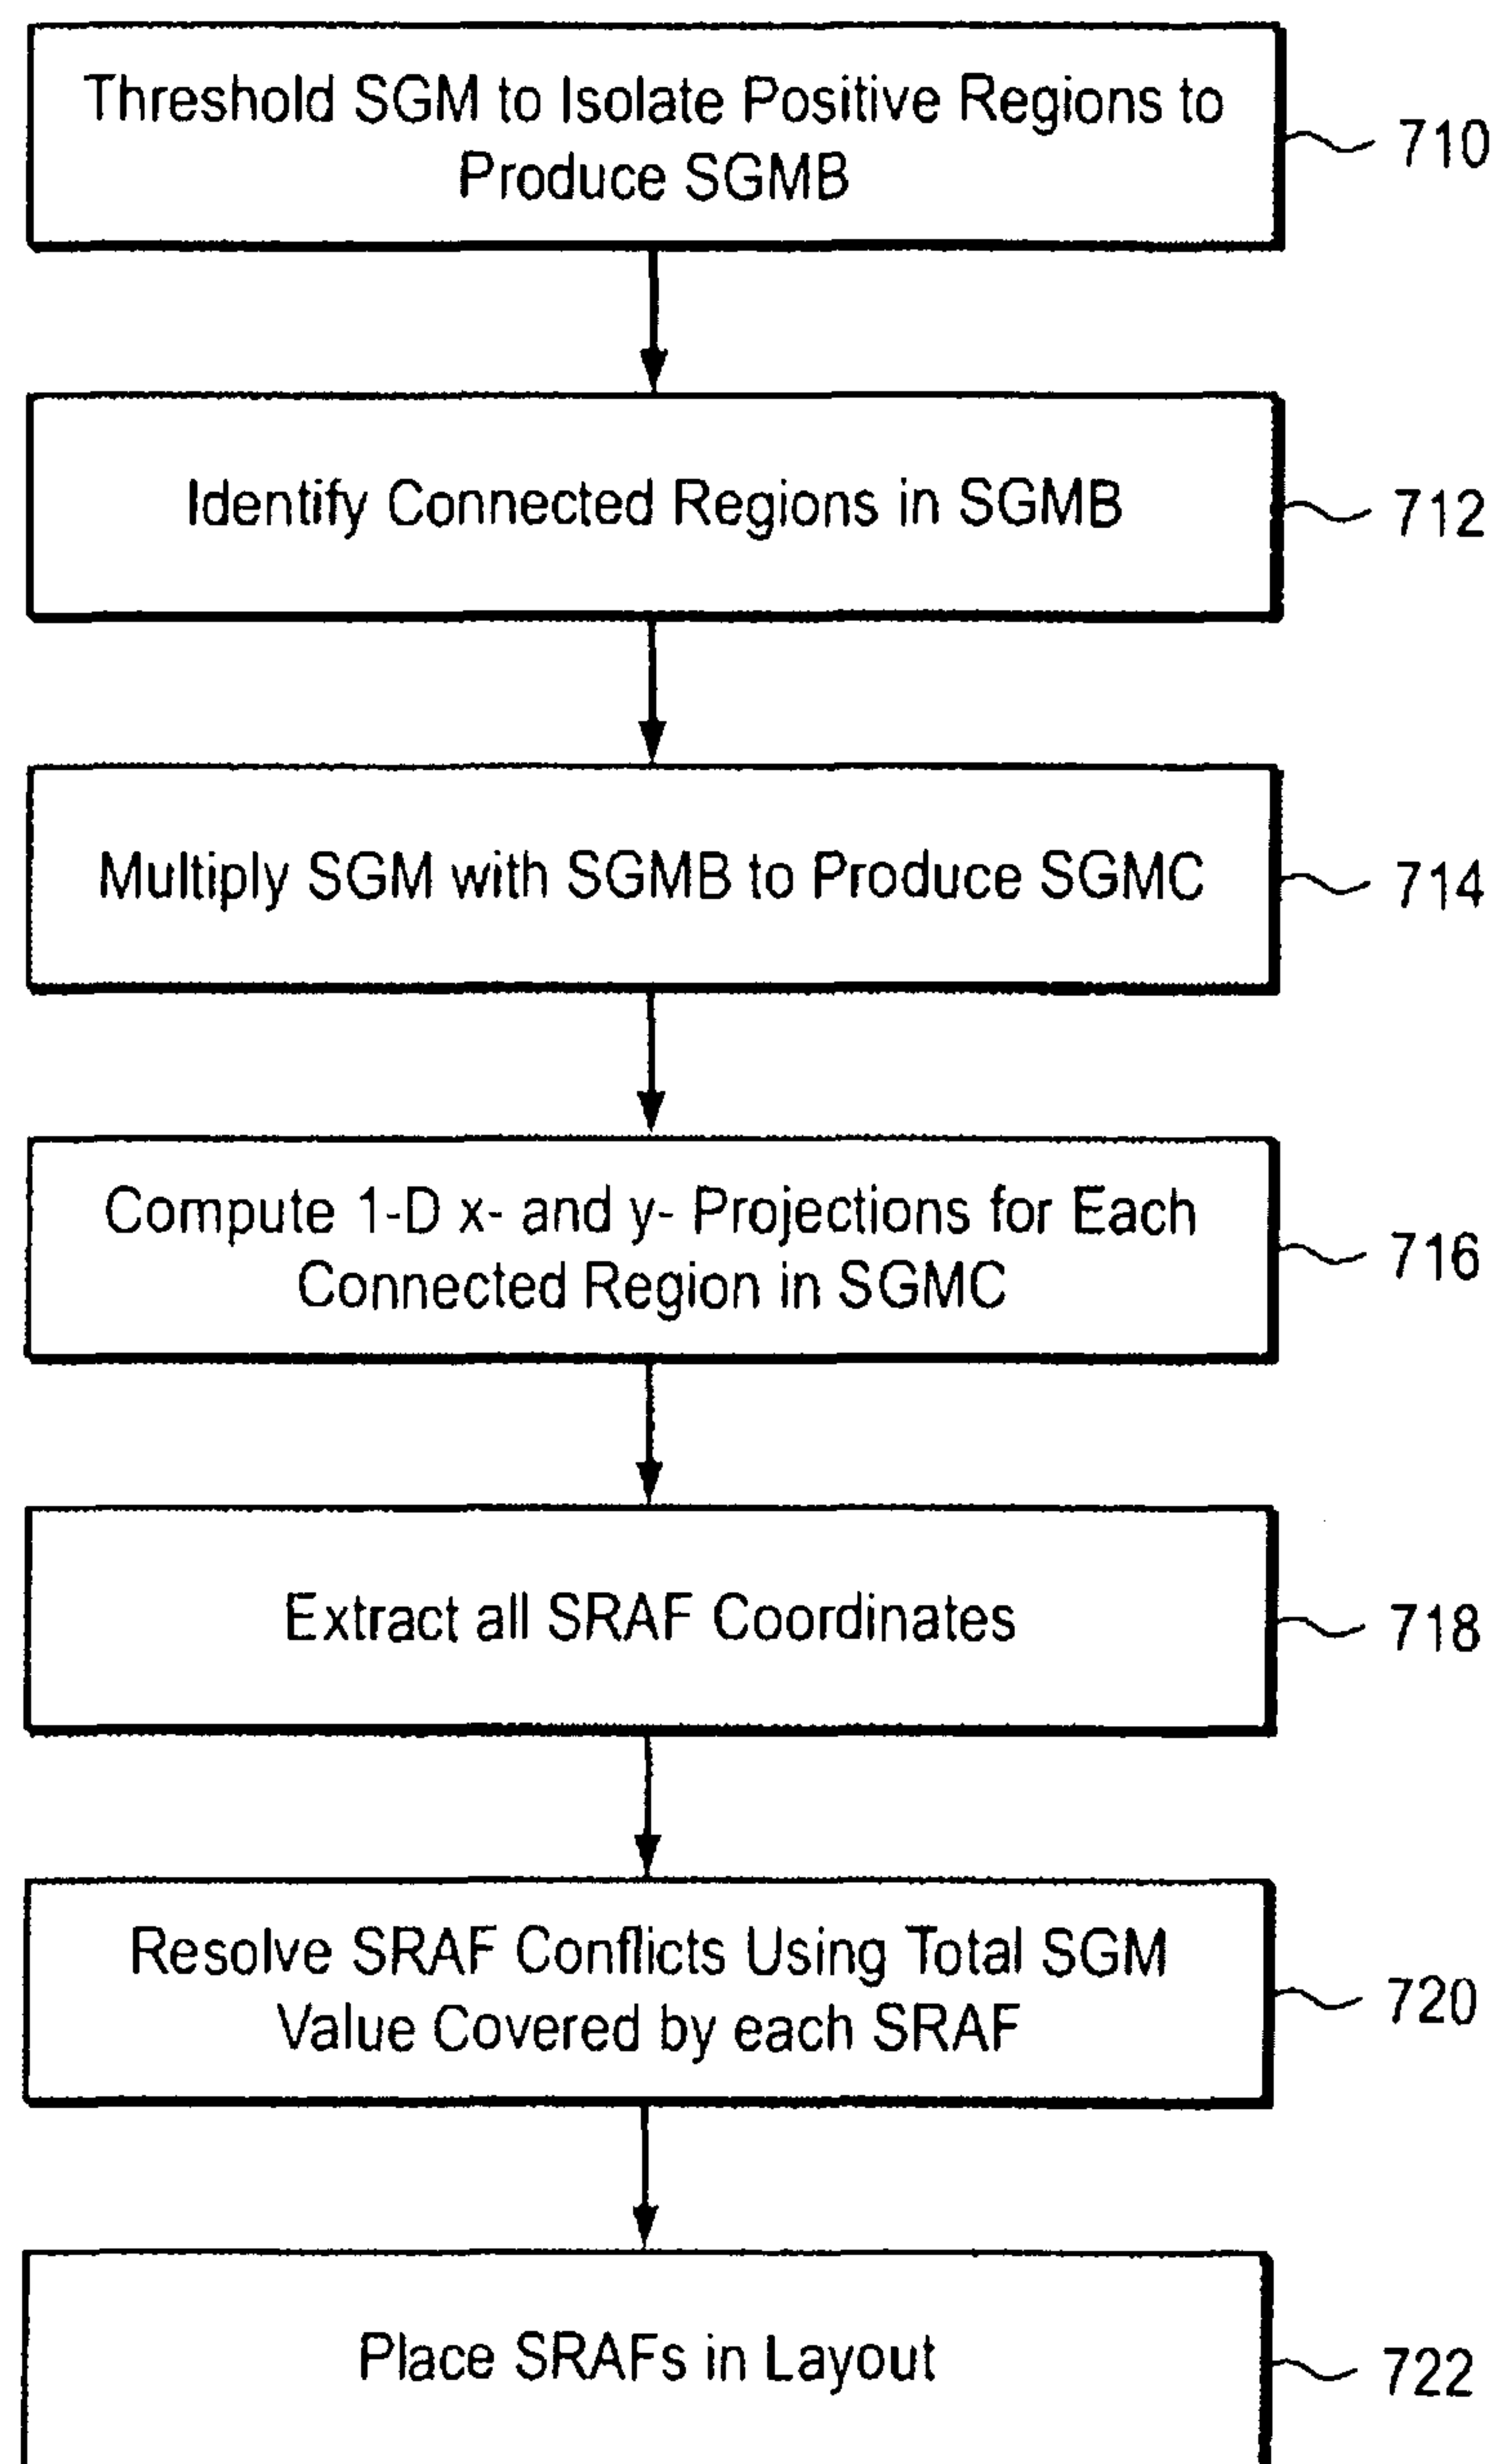 Threshold SGM to Isolate Positive Regions to
Produce SGMB
710
Identify Connected Regions in SGMB
712
Multiply SGM with SGMB to Produce SGMC
714
Compute 1-D x- and y- Projections for Each
Connected Region in SGMC
716
Extract all SRAF Coordinates
718
Resolve SRAF Conflicts Using Total SGM
Value Covered by each SRAF
720
Place SRAFs in Layout
722